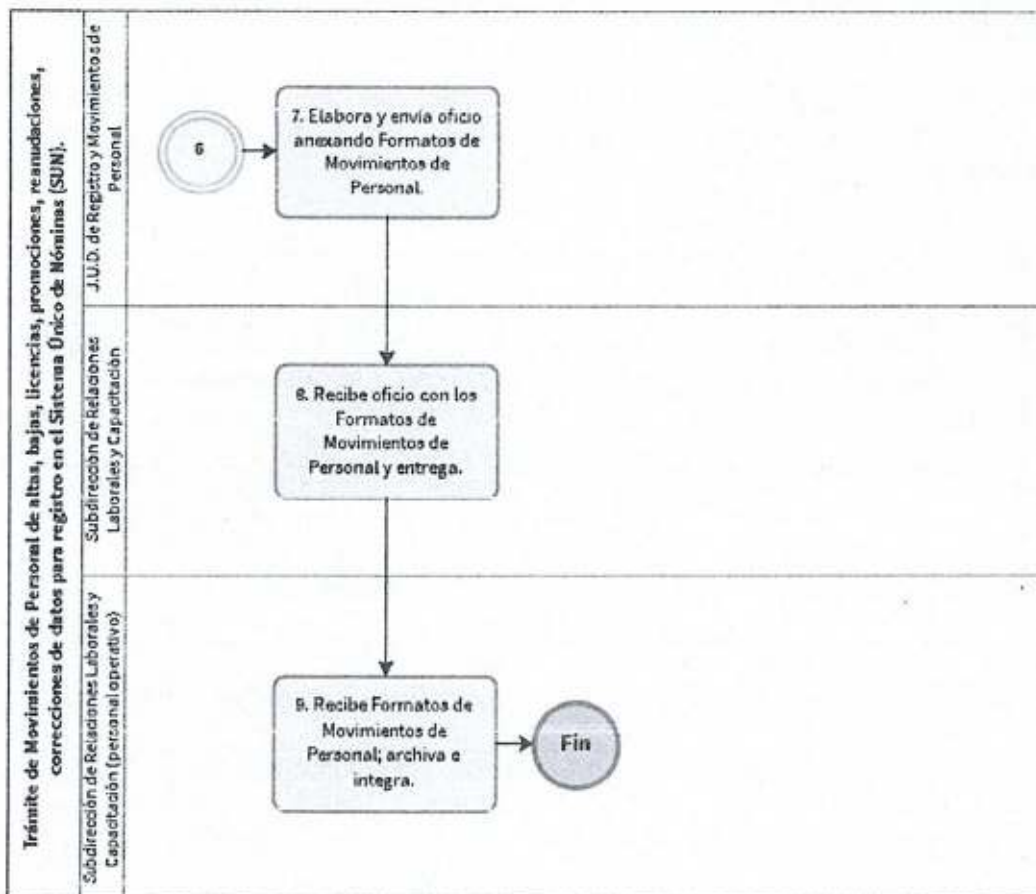 Trámite de Movimientos de Personal de altas, bajas, licencias, promociones, reanudaciones,
correcciones de datos para registro en el Sistema Único de Nóminas (SUN).
J.U.D. de Registro y Movimientos de
Personal
6
7. Elabora y envía oficio
anexando Formatos de
Movimientos de
Personal.
Subdirección de Relaciones
Laborales y Capacitación
8. Recibe oficio con los
Formatos de
Movimientos de
Personal y entrega.
Subdirección de Relaciones Laborales y
Capacitación (personal operativo)
9. Recibe Formatos de
Movimientos de
Personal; archiva e
integra.
Fin